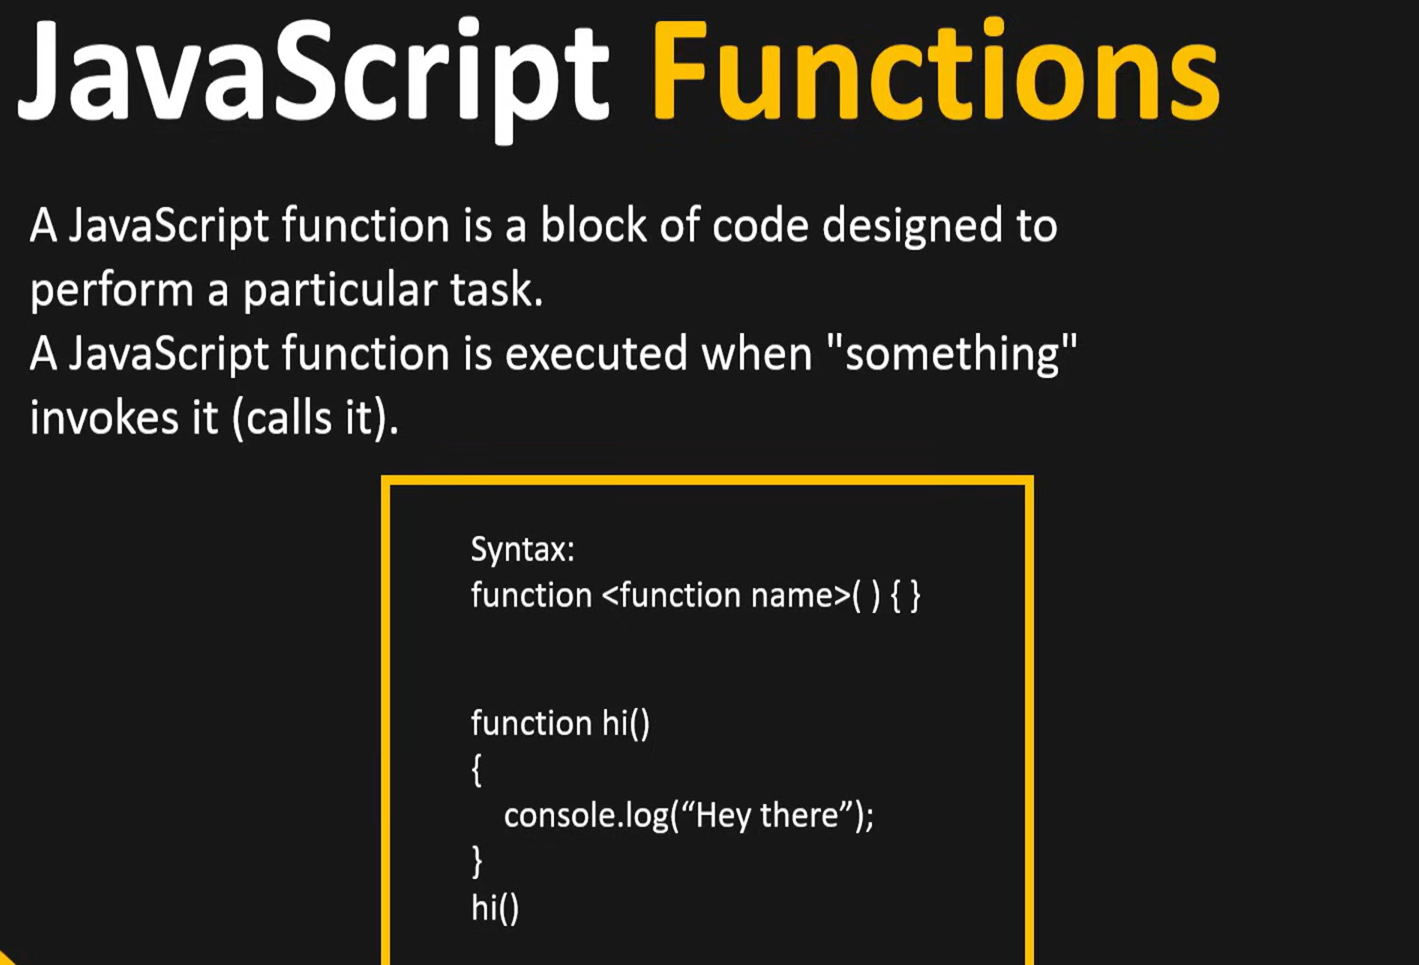 JavaScript Functions
A JavaScript function is a block of code designed to
perform a particular task.
A JavaScript function is executed when "something"
invokes it (calls it).
Syntax:
function <function name>( ) { }
function hi()
{
console.log(“Hey there”);
}
hi()